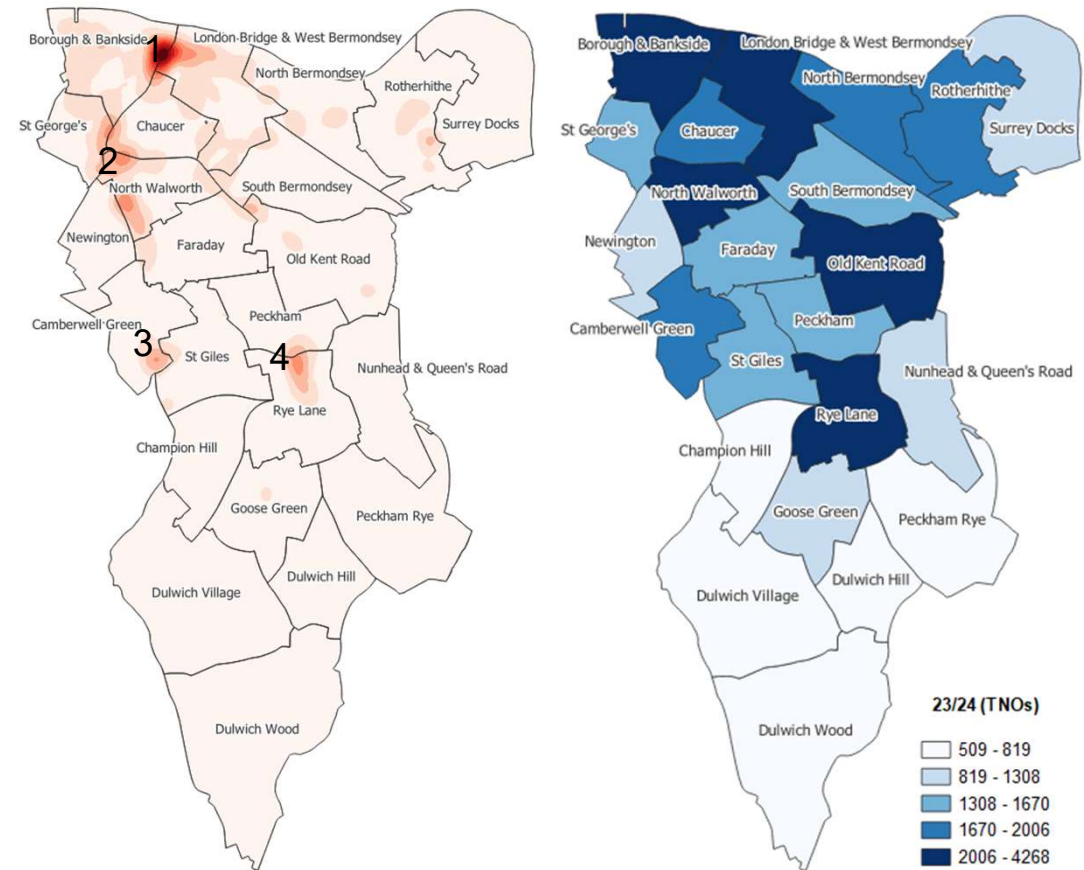 Borough & Bankside
1
London Bridge & West Bermondsey
North Bermondsey
Rotherhithe
Surrey Docks
St George's
Chaucer
2
North Walworth
South Bermondsey
Newington
Faraday
Old Kent Road
Peckham
Camberwell Green
3
St Giles
4
Nunhead & Queen's Road
Rye Lane
Champion Hill
Goose Green
Peckham Rye
Dulwich Hill
Dulwich Village
Dulwich Wood
Borough & Bankside
London Bridge & West Bermondsey
North Bermondsey
Rotherhithe
Surrey Docks
St George's
Chaucer
North Walworth
South Bermondsey
Newington
Faraday
Old Kent Road
Camberwell Green
Peckham
St Giles
Nunhead & Queen's Road
Rye Lane
Champion Hill
Goose Green
Peckham Rye
Dulwich Hill
Dulwich Village
Dulwich Wood
23/24 (TNOs)
509 - 819
819 - 1308
1308 - 1670
1670 - 2006
2006 - 4268